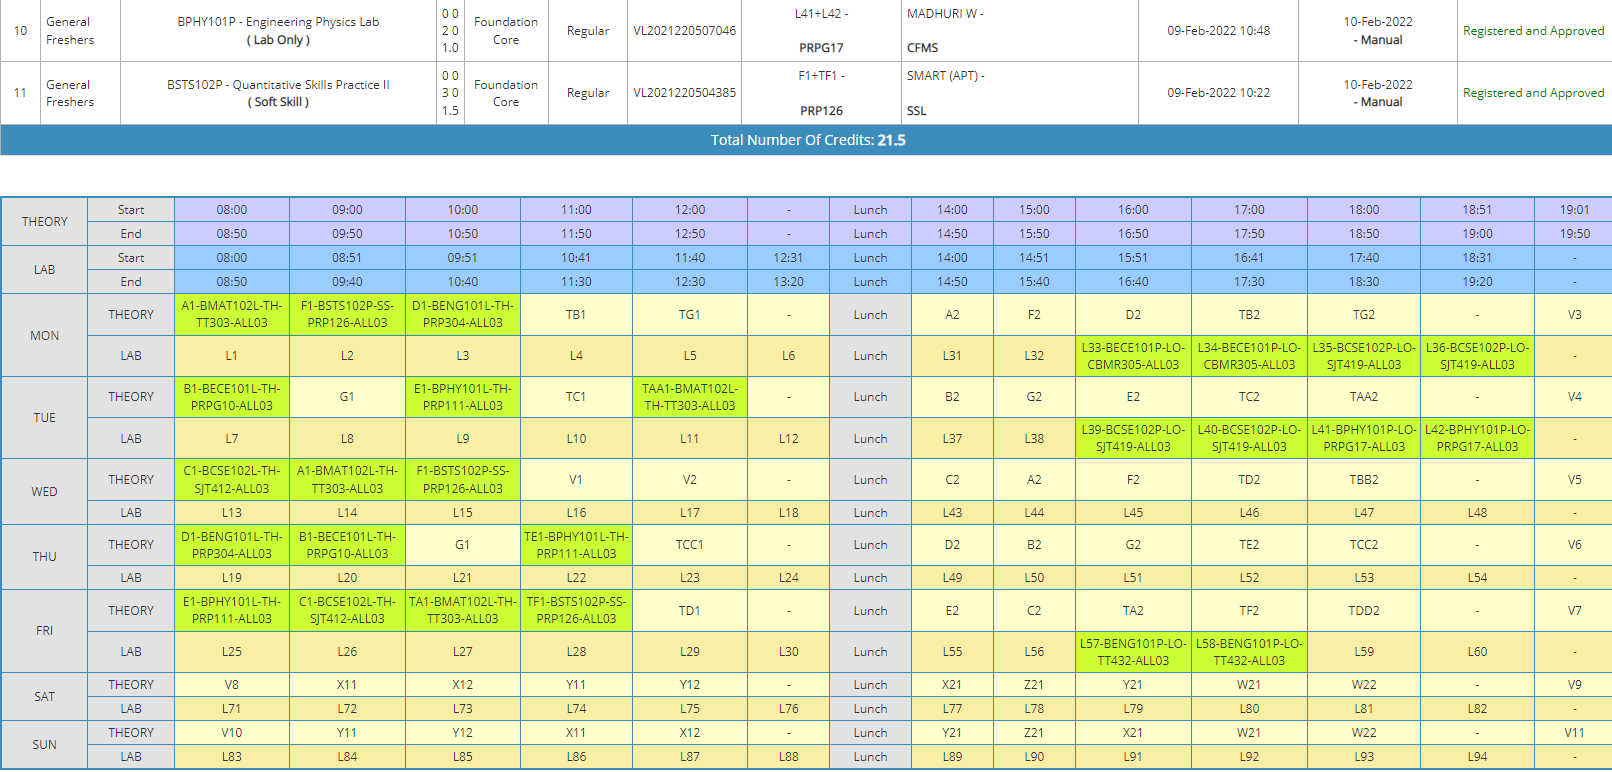 10 General Freshers BPHY101P - Engineering Physics Lab ( Lab Only ) 0 0 2 0 1.0 Foundation Core Regular VL2021220507046 L41+L42 - PRPG17 MADHURI W - CFMS 09-Feb-2022 10:48 10-Feb-2022 - Manual Registered and Approved
11 General Freshers BSTS102P - Quantitative Skills Practice II ( Soft Skill ) 0 0 3 0 1.5 Foundation Core Regular VL2021220504385 F1+TF1 - PRP126 SMART (APT) - SSL 09-Feb-2022 10:22 10-Feb-2022 - Manual Registered and Approved
Total Number Of Credits: 21.5
THEORY Start 08:00 09:00 10:00 11:00 12:00 - Lunch 14:00 15:00 16:00 17:00 18:00 18:51 19:01
End 08:50 09:50 10:50 11:50 12:50 - Lunch 14:50 15:50 16:50 17:50 18:50 19:00 19:50
LAB Start 08:00 08:51 09:51 10:41 11:40 12:31 Lunch 14:00 14:51 15:51 16:41 17:40 18:31 -
End 08:50 09:40 10:40 11:30 12:30 13:20 Lunch 14:50 15:40 16:40 17:30 18:30 19:20 -
MON THEORY A1-BMAT102L-TH-TT303-ALL03 F1-BSTS102P-SS-PRP126-ALL03 D1-BENG101L-TH-PRP304-ALL03 TB1 TG1 - Lunch A2 F2 D2 TB2 TG2 - V3
LAB L1 L2 L3 L4 L5 L6 Lunch L31 L32 L33-BECE101P-LO-CBMR305-ALL03 L34-BECE101P-LO-CBMR305-ALL03 L35-BCSE102P-LO-SJT419-ALL03 L36-BCSE102P-LO-SJT419-ALL03 -
TUE THEORY B1-BECE101L-TH-PRPG10-ALL03 G1 E1-BPHY101L-TH-PRP111-ALL03 TC1 TAA1-BMAT102L-TH-TT303-ALL03 - Lunch B2 G2 E2 TC2 TAA2 - V4
LAB L7 L8 L9 L10 L11 L12 Lunch L37 L38 L39-BCSE102P-LO-SJT419-ALL03 L40-BCSE102P-LO-SJT419-ALL03 L41-BPHY101P-LO-PRPG17-ALL03 L42-BPHY101P-LO-PRPG17-ALL03 -
WED THEORY C1-BCSE102L-TH-SJT412-ALL03 A1-BMAT102L-TH-TT303-ALL03 F1-BSTS102P-SS-PRP126-ALL03 V1 V2 - Lunch C2 A2 F2 TD2 TBB2 - V5
LAB L13 L14 L15 L16 L17 L18 Lunch L43 L44 L45 L46 L47 L48 -
THU THEORY D1-BENG101L-TH-PRP304-ALL03 B1-BECE101L-TH-PRPG10-ALL03 G1 TE1-BPHY101L-TH-PRP111-ALL03 TCC1 - Lunch D2 B2 G2 TE2 TCC2 - V6
LAB L19 L20 L21 L22 L23 L24 Lunch L49 L50 L51 L52 L53 L54 -
FRI THEORY E1-BPHY101L-TH-PRP111-ALL03 C1-BCSE102L-TH-SJT412-ALL03 TA1-BMAT102L-TH-TT303-ALL03 TF1-BSTS102P-SS-PRP126-ALL03 TD1 - Lunch E2 C2 TA2 TF2 TDD2 - V7
LAB L25 L26 L27 L28 L29 L30 Lunch L55 L56 L57-BENG101P-LO-TT432-ALL03 L58-BENG101P-LO-TT432-ALL03 L59 L60 -
SAT THEORY V8 X11 X12 Y11 Y12 - Lunch X21 Z21 Y21 W21 W22 - V9
LAB L71 L72 L73 L74 L75 L76 Lunch L77 L78 L79 L80 L81 L82 -
SUN THEORY V10 Y11 Y12 X11 X12 - Lunch Y21 Z21 X21 W21 W22 - V11
LAB L83 L84 L85 L86 L87 L88 Lunch L89 L90 L91 L92 L93 L94 -